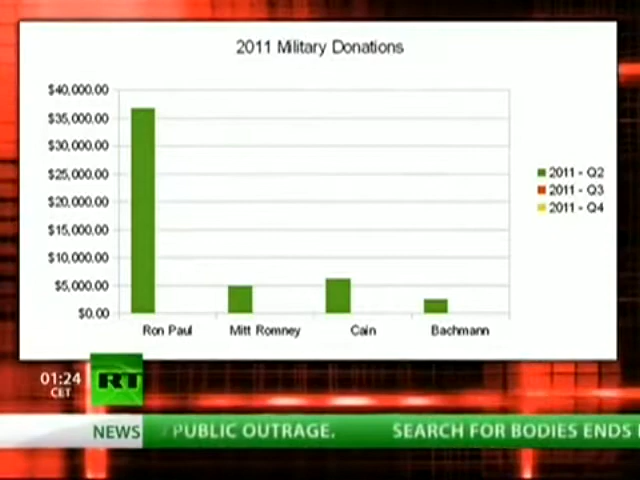 2011 Military Donations
$40,000.00
$35,000.00
$30,000.00
$25,000.00
$20,000.00
$15,000.00
$10,000.00
$5,000.00
$0.00
Ron Paul Mitt Romney Cain Bachmann
2011 - Q2
2011 - Q3
2011 - Q4
01:24
CET
RT
NEWS PUBLIC OUTRAGE. SEARCH FOR BODIES ENDS